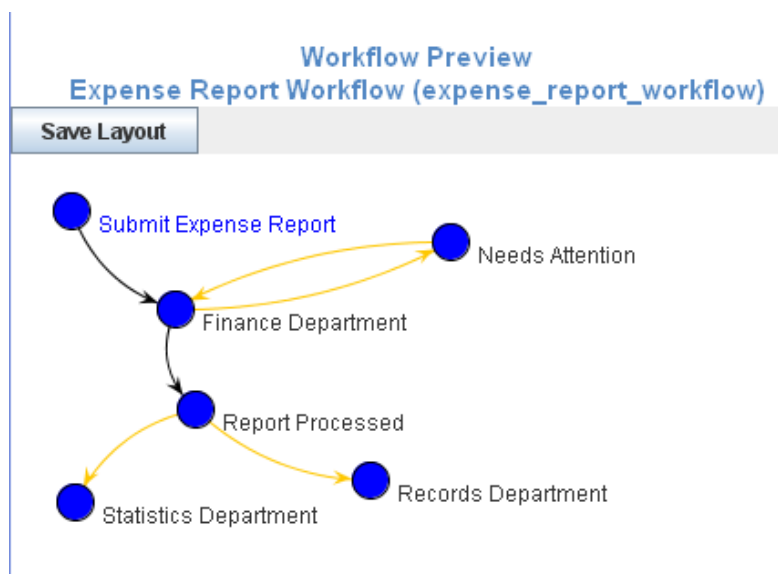 Workflow Preview
Expense Report Workflow (expense_report_workflow)
Save Layout
Submit Expense Report
Needs Attention
Finance Department
Report Processed
Records Department
Statistics Department